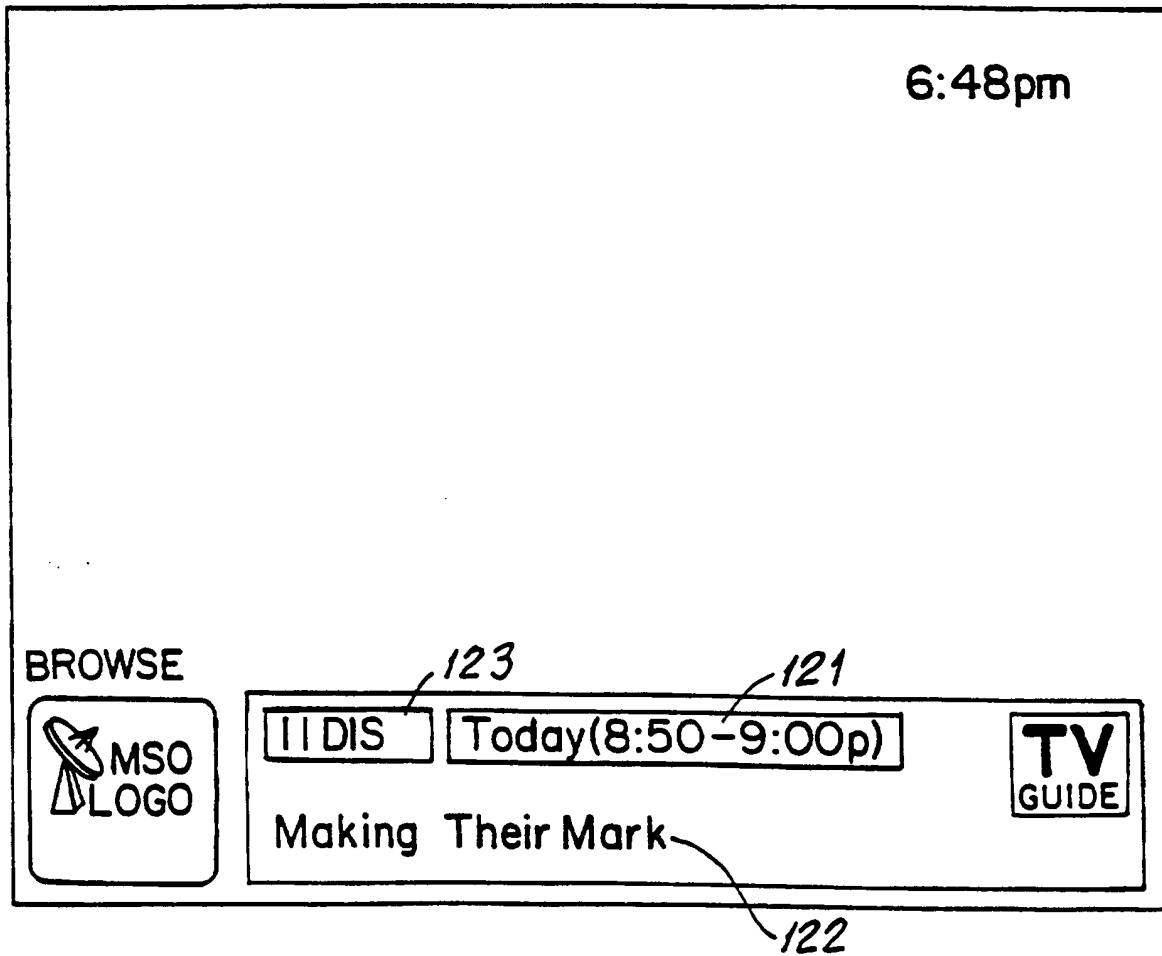 6:48pm
BROWSE
123
121
MSO
LOGO
11 DIS
Today(8:50-9:00p)
TV
GUIDE
Making Their Mark
122